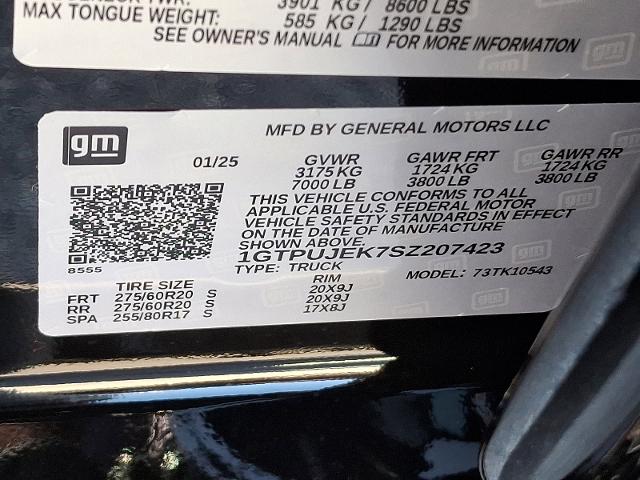 3901 KG / 8600 LBS
MAX TONGUE WEIGHT: 585 KG / 1290 LBS
SEE OWNER'S MANUAL FOR MORE INFORMATION
gm
MFD BY GENERAL MOTORS LLC
01/25 GVWR GAWR FRT GAWR RR
3175 KG 1724 KG 1724 KG
7000 LB 3800 LB 3800 LB
THIS VEHICLE CONFORMS TO ALL
APPLICABLE U.S. FEDERAL MOTOR
VEHICLE SAFETY STANDARDS IN EFFECT
ON THE DATE OF MANUFACTURE
SHOWN ABOVE.
8555
1GTPUJEK7SZ207423
TYPE: TRUCK MODEL: 73TK10543
TIRE SIZE RIM
FRT 275/60R20 S 20X9J
RR 275/60R20 S 20X9J
SPA 255/80R17 S 17X8J